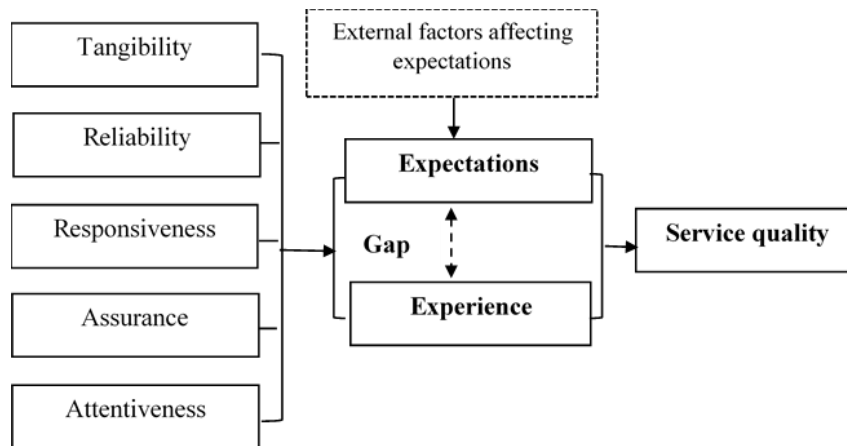 Tangibility
Reliability
Responsiveness
Assurance
Attentiveness
External factors affecting
expectations
Expectations
Gap
Experience
Service quality